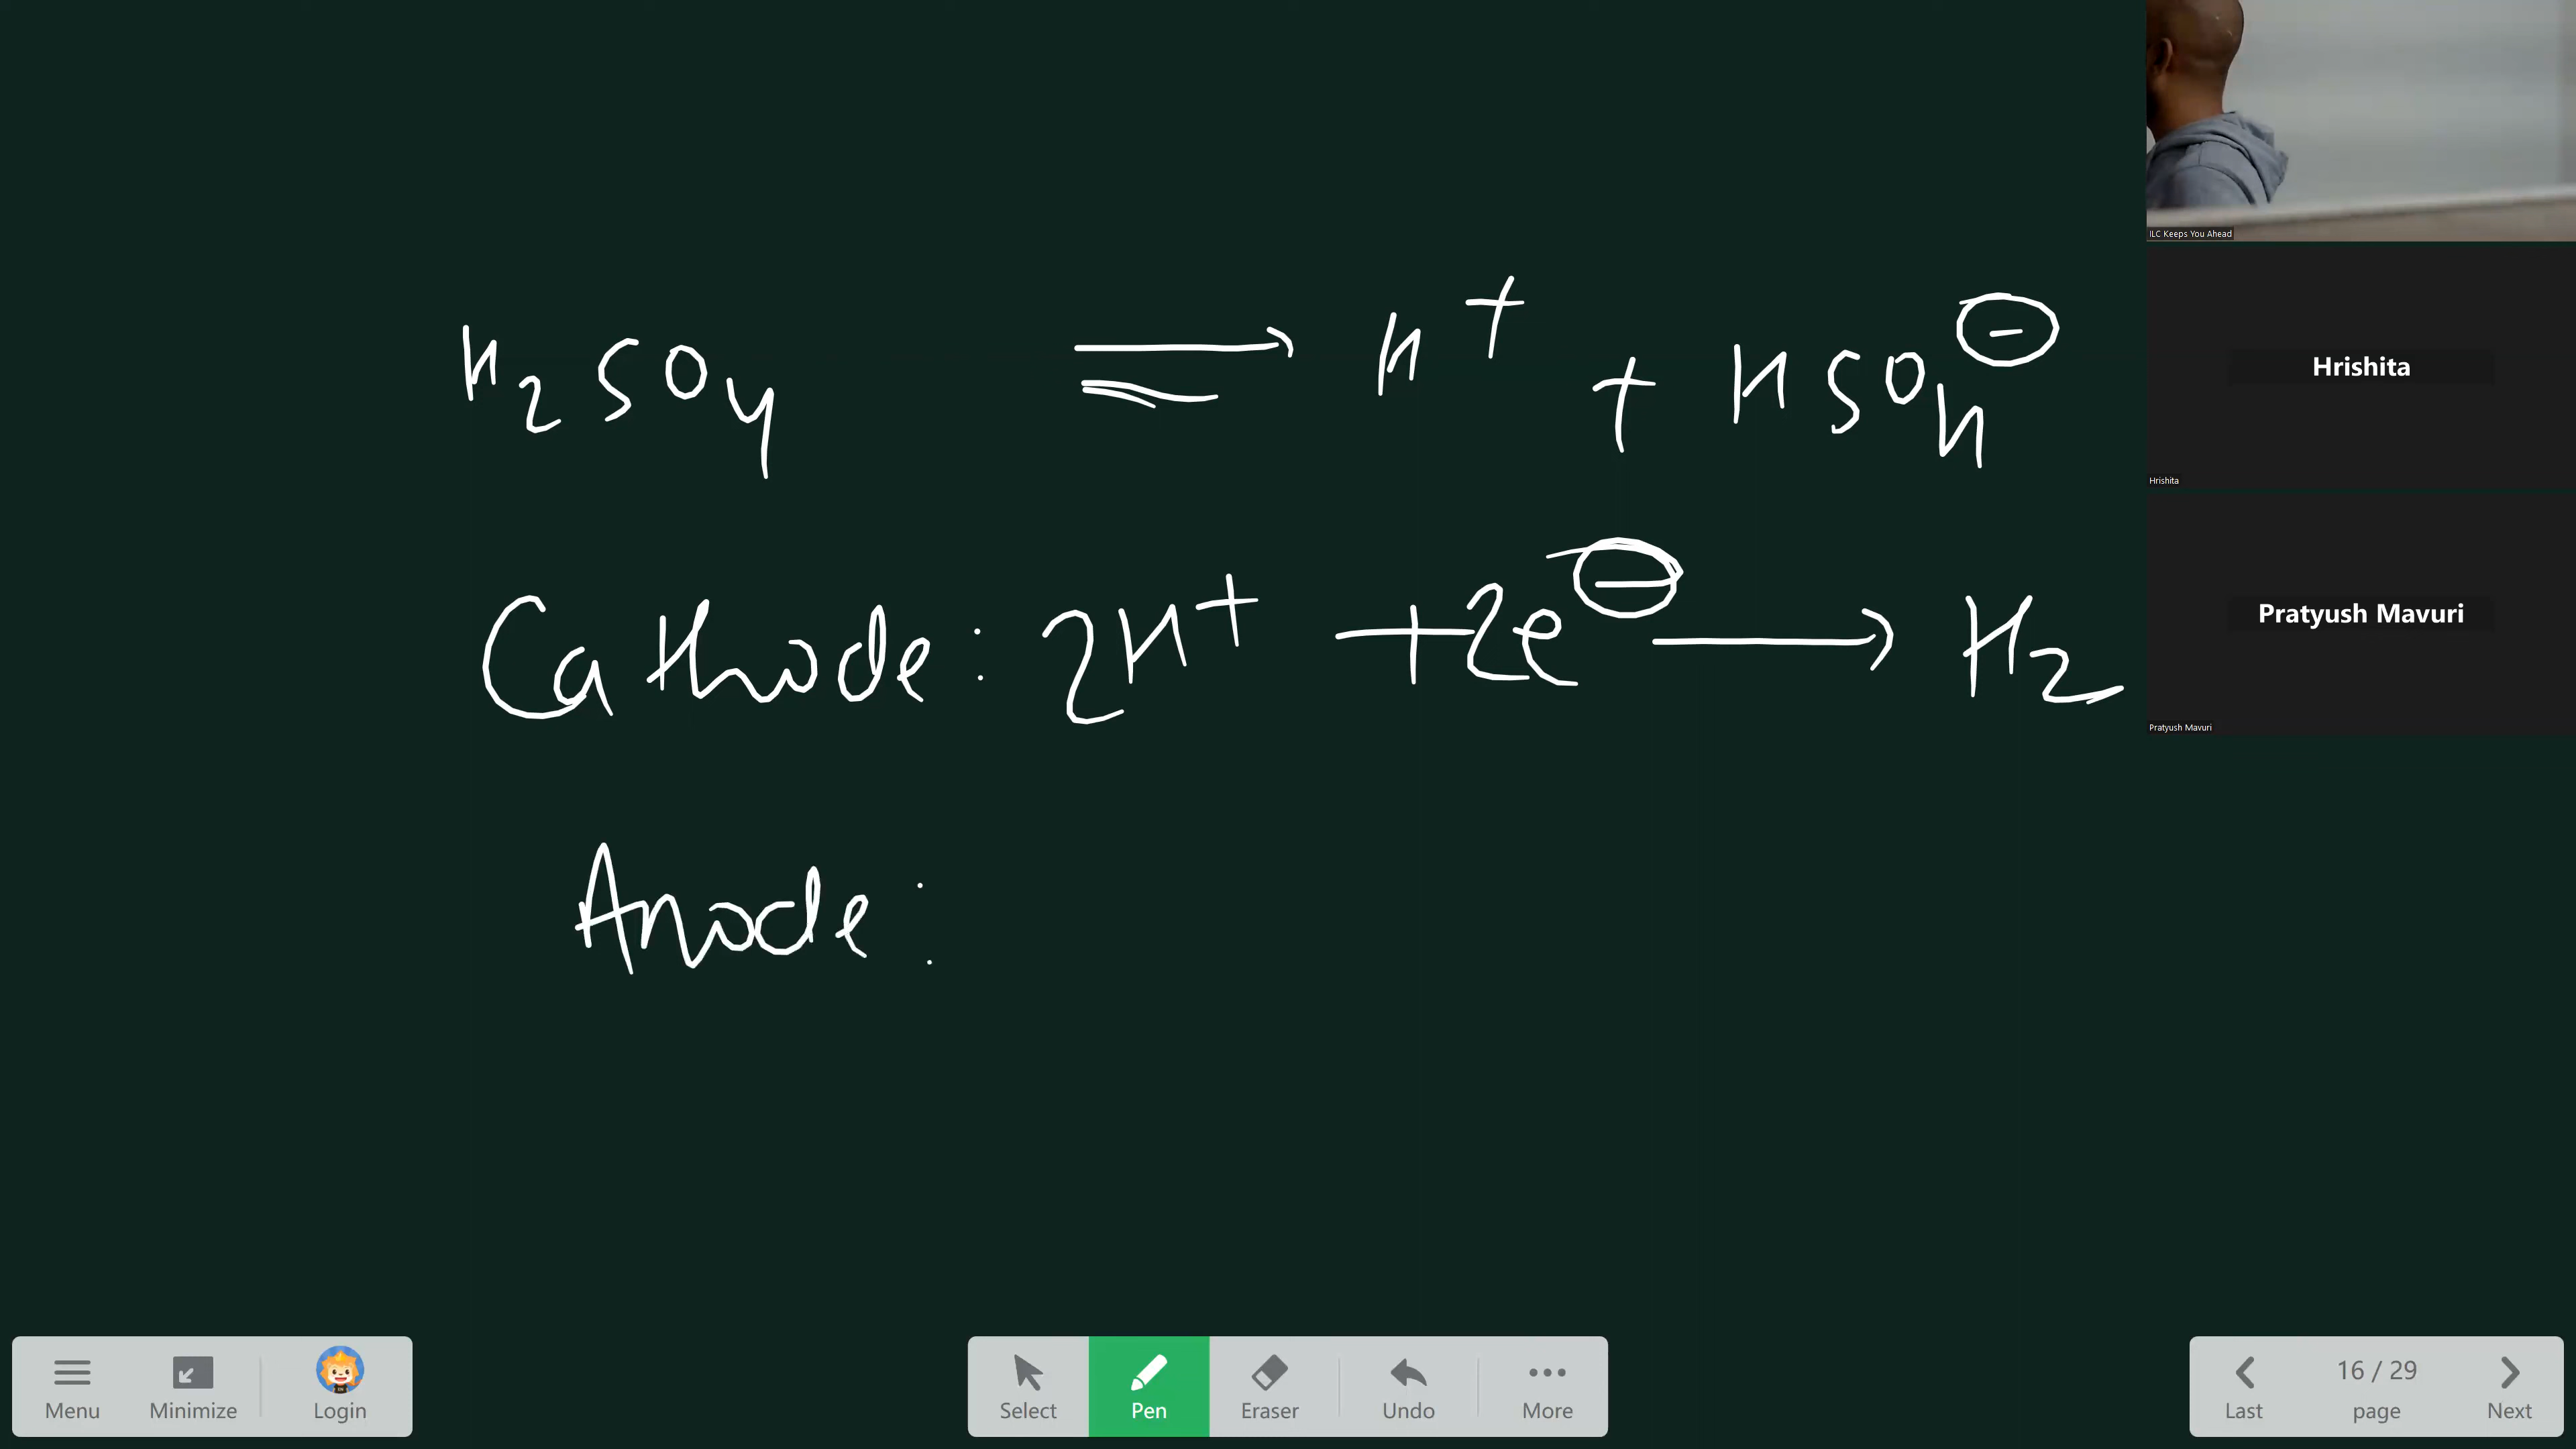 ILC Keeps You Ahead
H₂SO₄ ⇌ H⁺ + HSO₄⊖
Hrishita
Hrishita
Cathode: 2H⁺ + 2e⊖ → H₂
Pratyush Mavuri
Pratyush Mavuri
Anode:
Menu
Minimize
Login
Select
Pen
Eraser
Undo
More
Last
16 / 29
page
Next